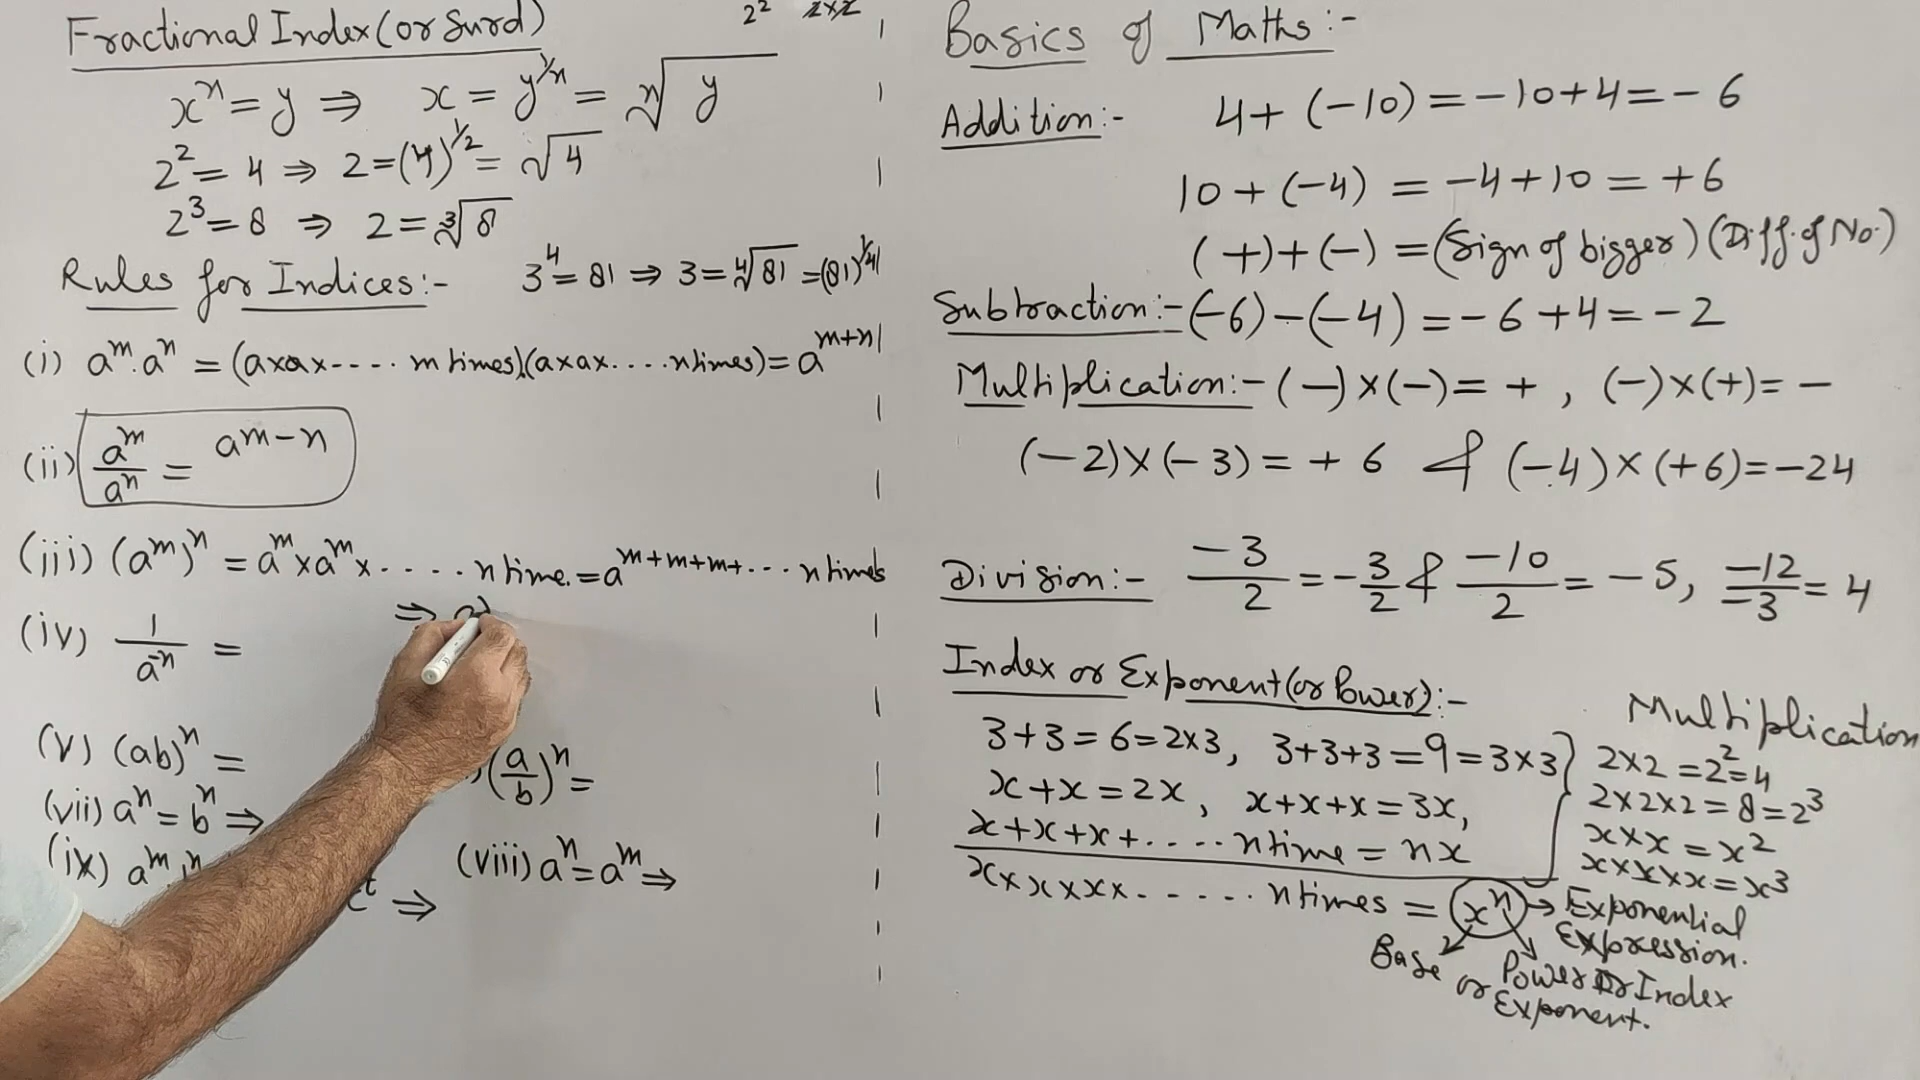 Fractional Index (or Surd)
2² 2×2
xⁿ = y ⇒ x = y^(1/n) = ⁿ√y
2² = 4 ⇒ 2 = (4)^(1/2) = √4
2³ = 8 ⇒ 2 = ³√8
Rules for Indices:- 3⁴ = 81 ⇒ 3 = ⁴√81 = (81)^(1/4)
(i) aᵐ.aⁿ = (a×a×---- m times).(a×a×....n times) = a^(m+n)
(ii) aᵐ/aⁿ = a^(m-n)
(iii) (aᵐ)ⁿ = aᵐ×aᵐ×..... n time. = a^(m+m+m+... n times)
⇒ a
(iv) 1/a⁻ⁿ =
(v) (ab)ⁿ =
(a/b)ⁿ =
(vii) aⁿ = bⁿ ⇒
(viii) aⁿ = aᵐ ⇒
(ix) aᵐ ⇒
Basics of Maths:-
Addition:- 4+(-10) = -10+4 = -6
10+(-4) = -4+10 = +6
(+)+(-) = (Sign of bigger)(Diff. of No.)
Subtraction:- (-6)-(-4) = -6+4 = -2
Multiplication:- (-)×(-) = + , (-)×(+) = -
(-2)×(-3) = +6 & (-4)×(+6) = -24
Division:- -3/2 = -3/2 & -10/2 = -5, -12/-3 = 4
Index or Exponent (or Power):-
3+3 = 6 = 2×3, 3+3+3 = 9 = 3×3
x+x = 2x, x+x+x = 3x,
x+x+x+..... n time = nx
Multiplication
2×2 = 2² = 4
2×2×2 = 8 = 2³
x×x = x²
x×x×x = x³
x×x×x×x------ n times = xⁿ → Exponential Expression.
Base
or Power or Index
or Exponent.